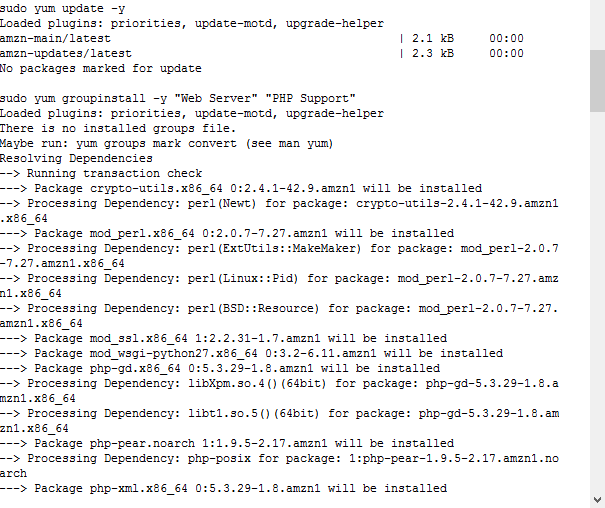 sudo yum update -y
Loaded plugins: priorities, update-motd, upgrade-helper
amzn-main/latest | 2.1 kB 00:00
amzn-updates/latest | 2.3 kB 00:00
No packages marked for update
sudo yum groupinstall -y "Web Server" "PHP Support"
Loaded plugins: priorities, update-motd, upgrade-helper
There is no installed groups file.
Maybe run: yum groups mark convert (see man yum)
Resolving Dependencies
--> Running transaction check
---> Package crypto-utils.x86_64 0:2.4.1-42.9.amzn1 will be installed
--> Processing Dependency: perl(Newt) for package: crypto-utils-2.4.1-42.9.amzn1
.x86_64
---> Package mod_perl.x86_64 0:2.0.7-7.27.amzn1 will be installed
--> Processing Dependency: perl(ExtUtils::MakeMaker) for package: mod_perl-2.0.7
-7.27.amzn1.x86_64
--> Processing Dependency: perl(Linux::Pid) for package: mod_perl-2.0.7-7.27.amz
n1.x86_64
--> Processing Dependency: perl(BSD::Resource) for package: mod_perl-2.0.7-7.27.
amzn1.x86_64
---> Package mod_ssl.x86_64 1:2.2.31-1.7.amzn1 will be installed
---> Package mod_wsgi-python27.x86_64 0:3.2-6.11.amzn1 will be installed
---> Package php-gd.x86_64 0:5.3.29-1.8.amzn1 will be installed
--> Processing Dependency: libXpm.so.4()(64bit) for package: php-gd-5.3.29-1.8.a
mzn1.x86_64
--> Processing Dependency: libt1.so.5()(64bit) for package: php-gd-5.3.29-1.8.am
zn1.x86_64
---> Package php-pear.noarch 1:1.9.5-2.17.amzn1 will be installed
--> Processing Dependency: php-posix for package: 1:php-pear-1.9.5-2.17.amzn1.no
arch
---> Package php-xml.x86_64 0:5.3.29-1.8.amzn1 will be installed